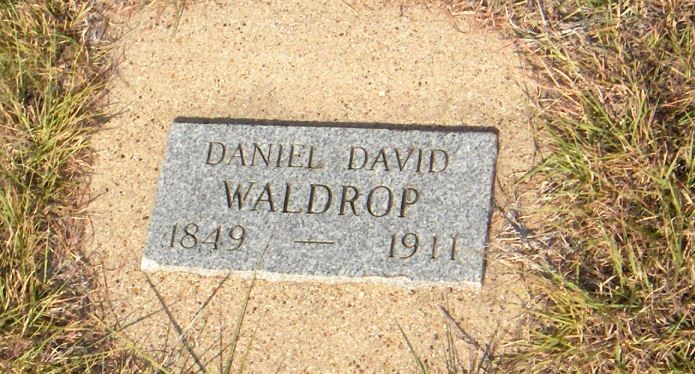 DANIEL DAVID
WALDROP
1849 — 1911